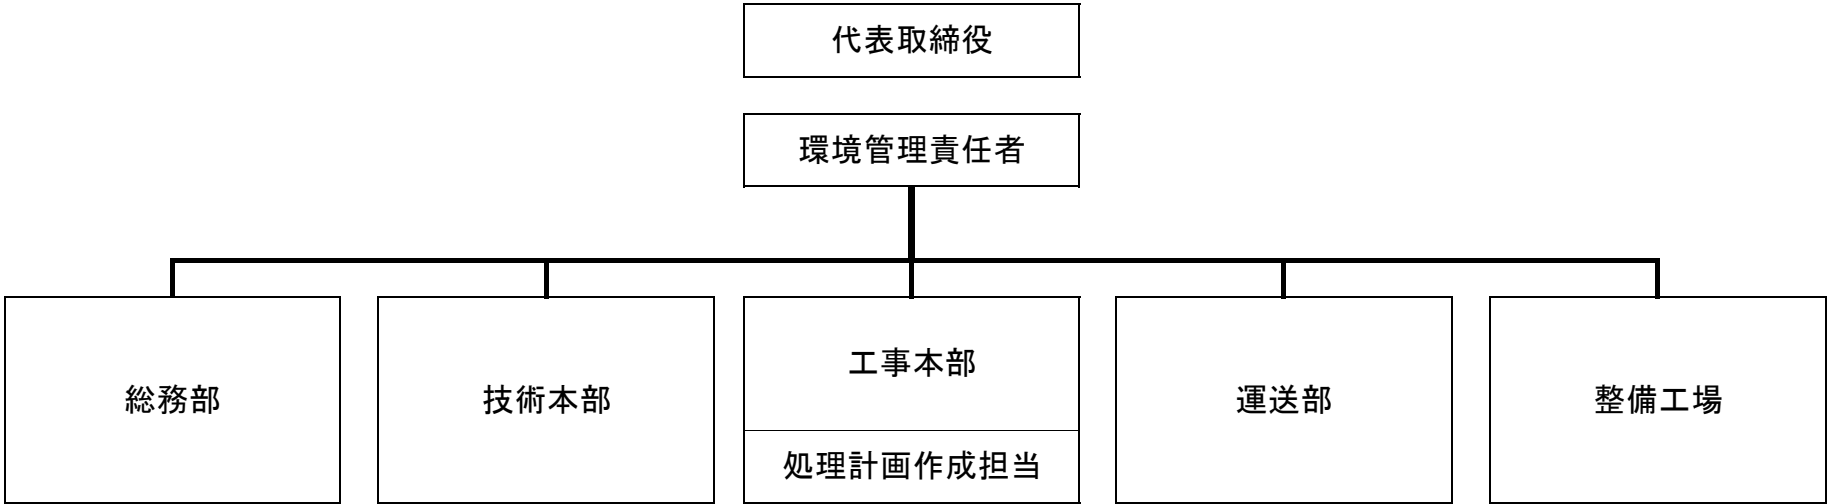 代表取締役
環境管理責任者
総務部
技術本部
工事本部
処理計画作成担当
運送部
整備工場